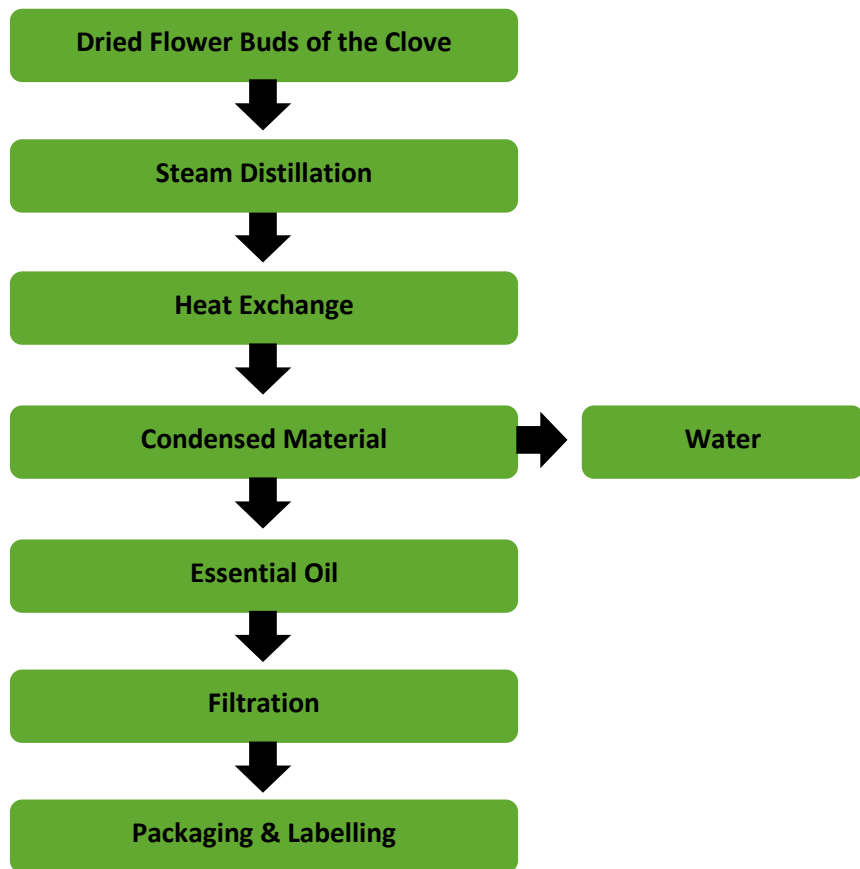 Dried Flower Buds of the Clove
Steam Distillation
Heat Exchange
Condensed Material
Water
Essential Oil
Filtration
Packaging & Labelling